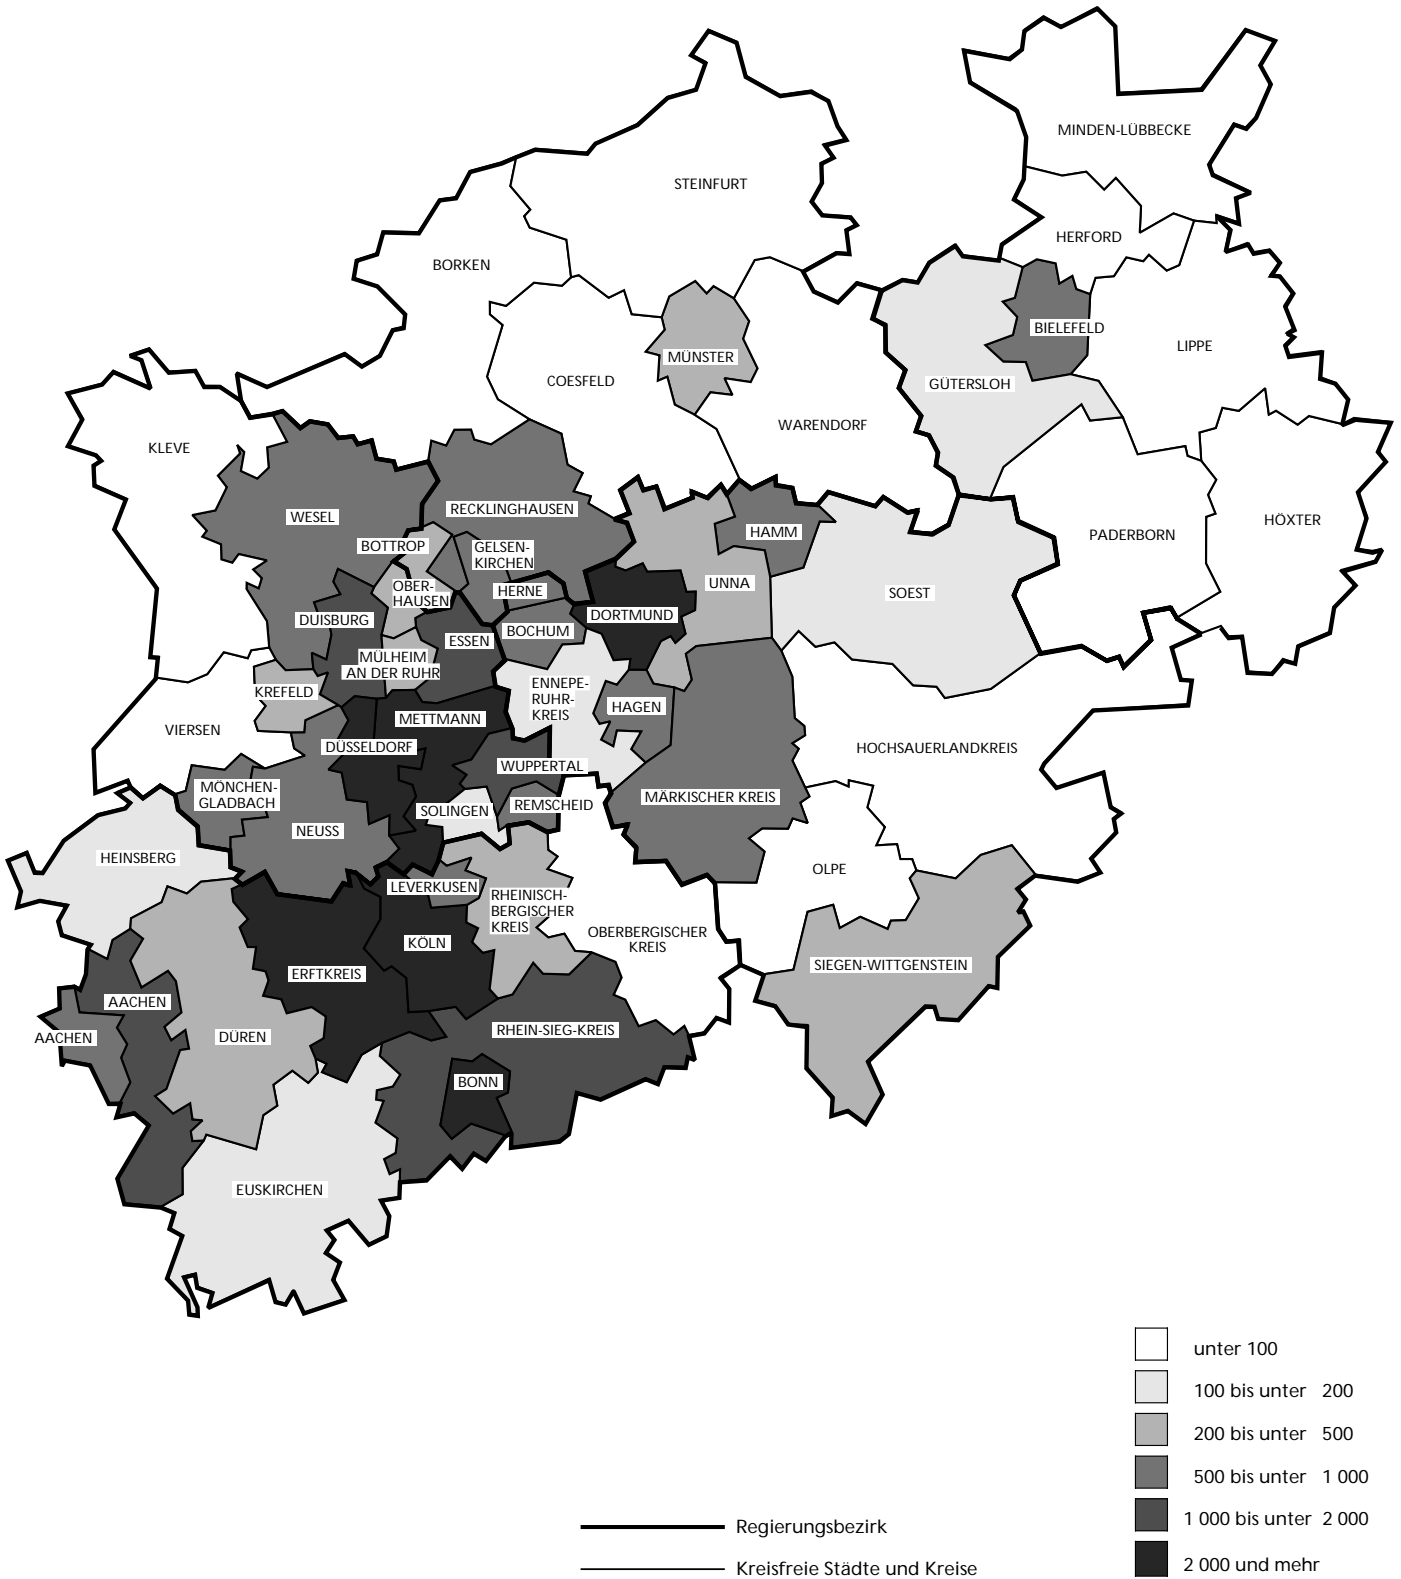 MINDEN-LÜBBECKE
STEINFURT
HERFORD
BORKEN
BIELEFELD
LIPPE
MÜNSTER
COESFELD
GÜTERSLOH
WARENDORF
KLEVE
RECKLINGHAUSEN
WESEL
HÖXTER
HAMM
PADERBORN
BOTTROP
GELSEN-
KIRCHEN
UNNA
OBER-
HAUSEN
HERNE
SOEST
DORTMUND
DUISBURG
BOCHUM
ESSEN
MÜLHEIM
AN DER RUHR
KREFELD
ENNEPE-
RUHR-
KREIS
HAGEN
METTMANN
VIERSEN
DÜSSELDORF
HOCHSAUERLANDKREIS
WUPPERTAL
MÖNCHEN-
GLADBACH
MÄRKISCHER KREIS
REMSCHEID
SOLINGEN
NEUSS
HEINSBERG
OLPE
LEVERKUSEN
RHEINISCH-
BERGISCHER
KREIS
OBERBERGISCHER
KREIS
KÖLN
SIEGEN-WITTGENSTEIN
ERFTKREIS
AACHEN
RHEIN-SIEG-KREIS
AACHEN
DÜREN
BONN
EUSKIRCHEN
unter 100
100 bis unter 200
200 bis unter 500
500 bis unter 1 000
1 000 bis unter 2 000
2 000 und mehr
Regierungsbezirk
Kreisfreie Städte und Kreise